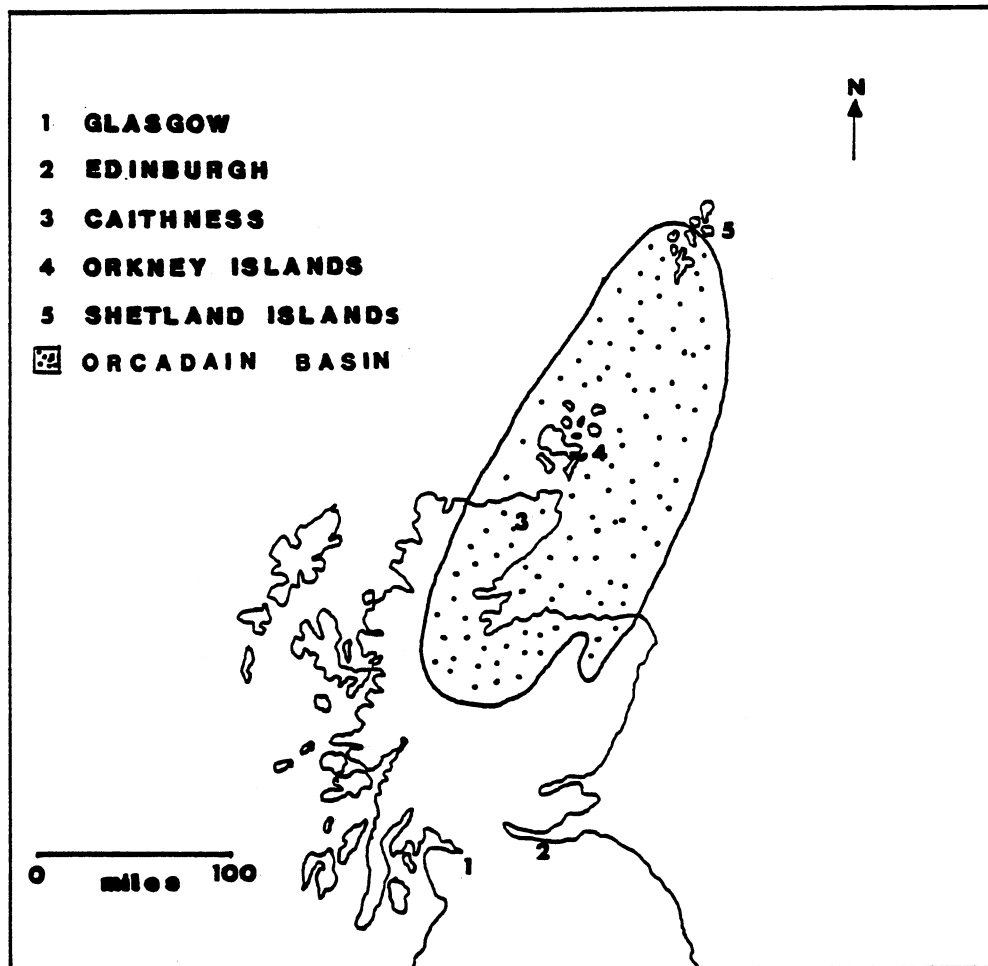 N
1 GLASGOW
2 EDINBURGH
3 CAITHNESS
4 ORKNEY ISLANDS
5 SHETLAND ISLANDS
ORCADAIN BASIN
5
4
3
2
1
0 miles 100